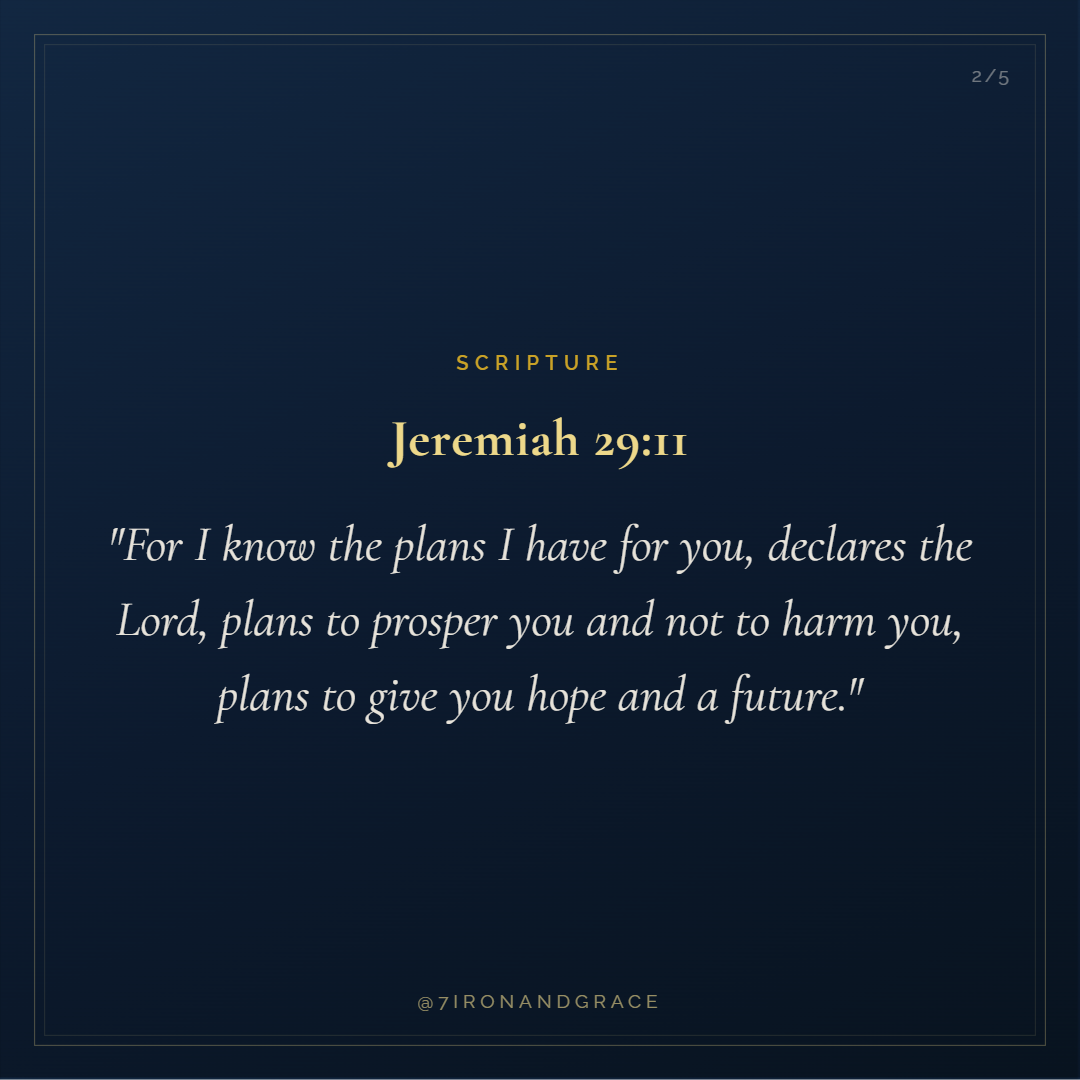 2/5
SCRIPTURE
Jeremiah 29:11
"For I know the plans I have for you, declares the
Lord, plans to prosper you and not to harm you,
plans to give you hope and a future."
@7IRONANDGRACE